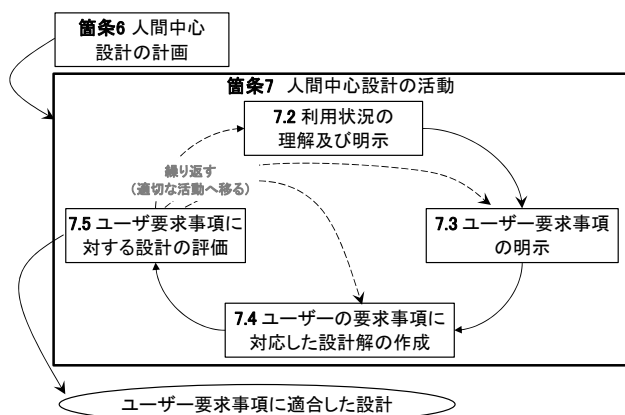 箇条6 人間中心
設計の計画
箇条7 人間中心設計の活動
7.2 利用状況の
理解及び明示
繰り返す
(適切な活動へ移る)
7.5 ユーザ要求事項に
対する設計の評価
7.3 ユーザー要求事項
の明示
7.4 ユーザーの要求事項に
対応した設計解の作成
ユーザー要求事項に適合した設計